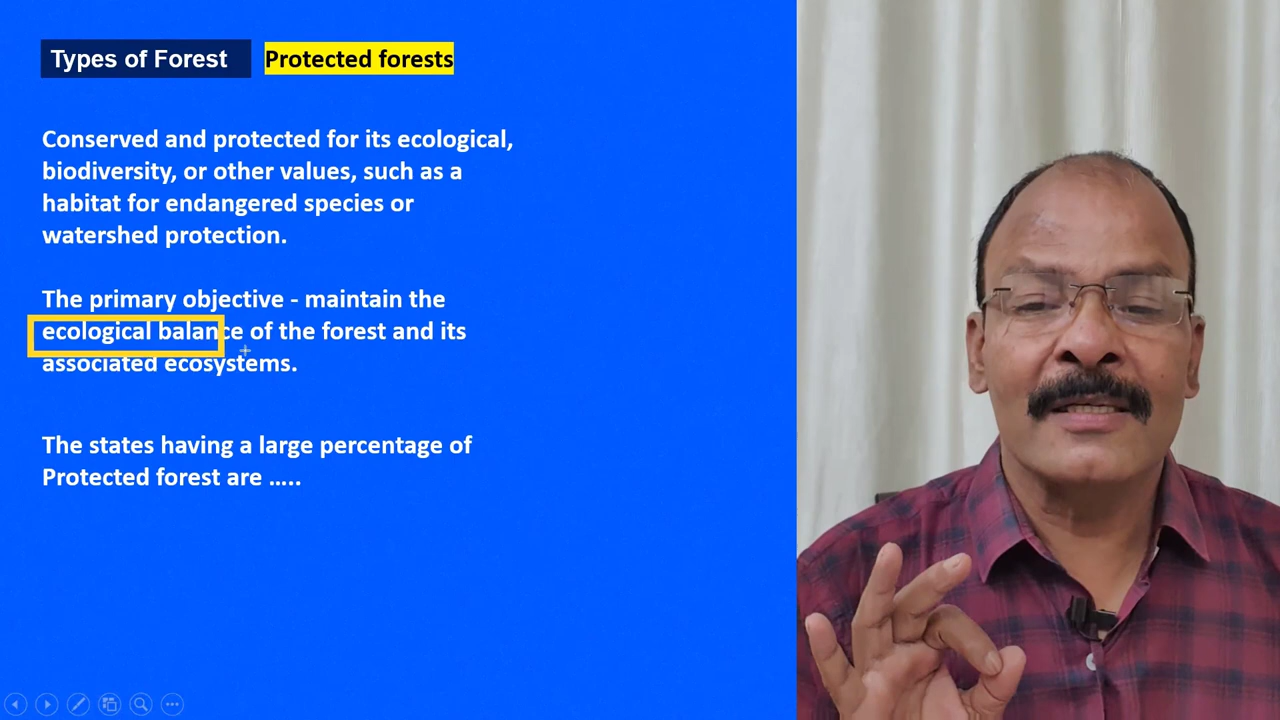 Types of Forest Protected forests
Conserved and protected for its ecological,
biodiversity, or other values, such as a
habitat for endangered species or
watershed protection.
The primary objective - maintain the
ecological balance of the forest and its
associated ecosystems.
The states having a large percentage of
Protected forest are .....